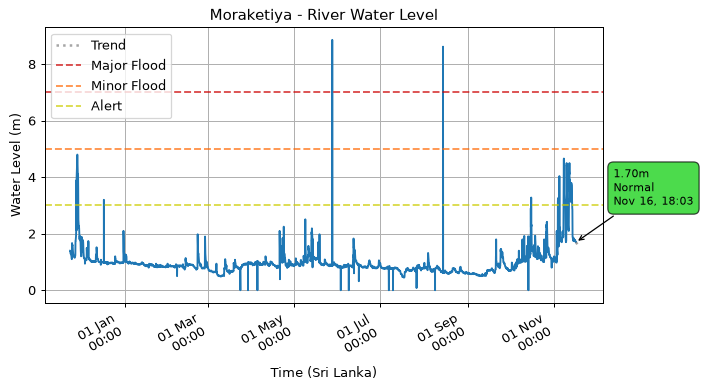 Moraketiya - River Water Level
Trend
Major Flood
Minor Flood
Alert
Water Level (m)
8
6
4
2
0
1.70m
Normal
Nov 16, 18:03
01 Jan
00:00
01 Mar
00:00
01 May
00:00
01 Jul
00:00
01 Sep
00:00
01 Nov
00:00
Time (Sri Lanka)